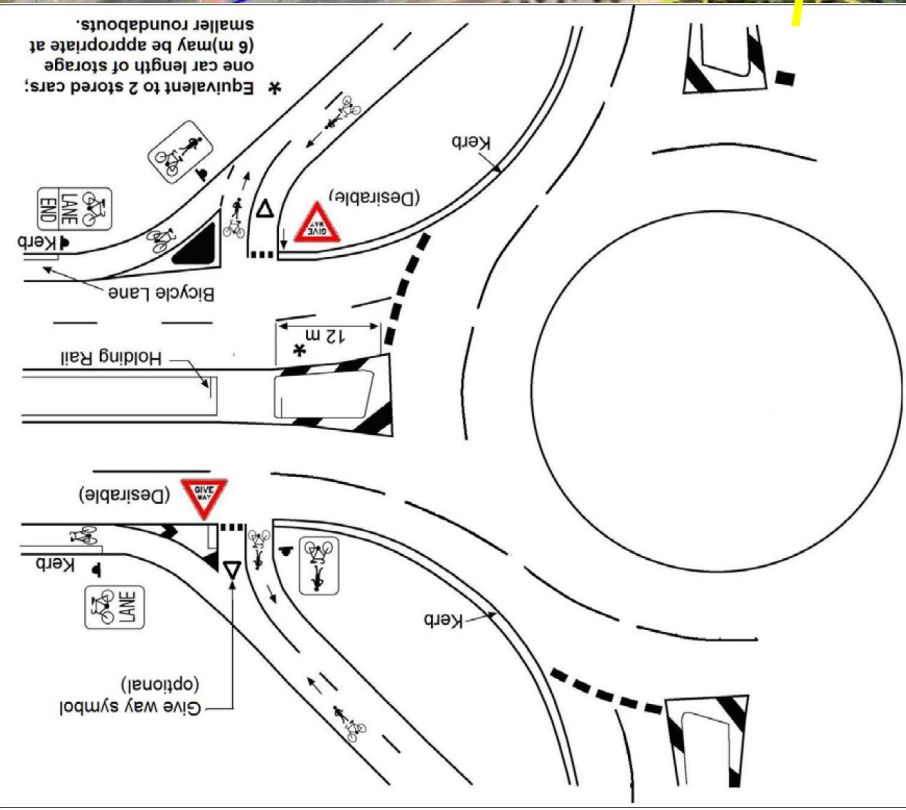 Give way symbol
(optional)
Kerb
LANE
Kerb
(Desirable)
GIVE
WAY
Holding Rail
12 m
*
Bicycle Lane
Kerb
LANE
END
(Desirable)
GIVE
WAY
Kerb
* Equivalent to 2 stored cars;
one car length of storage
(6 m)may be appropriate at
smaller roundabouts.